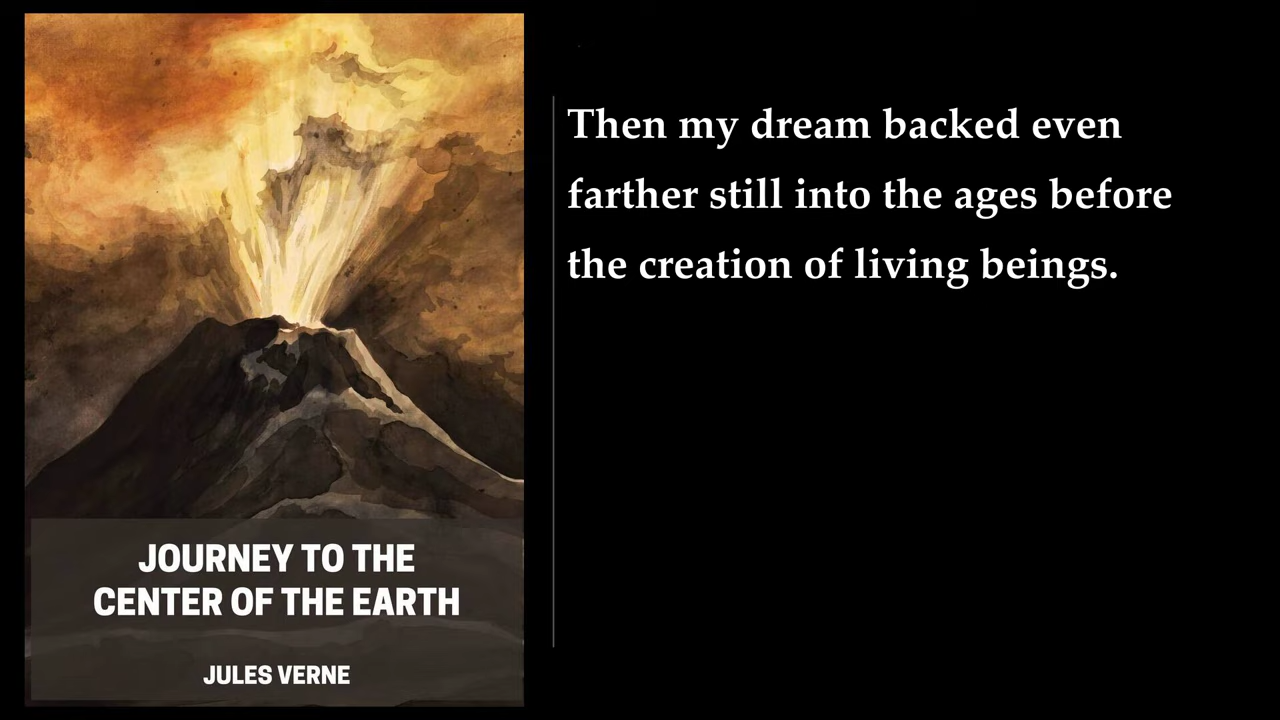 Then my dream backed even
farther still into the ages before
the creation of living beings.
JOURNEY TO THE
CENTER OF THE EARTH
JULES VERNE